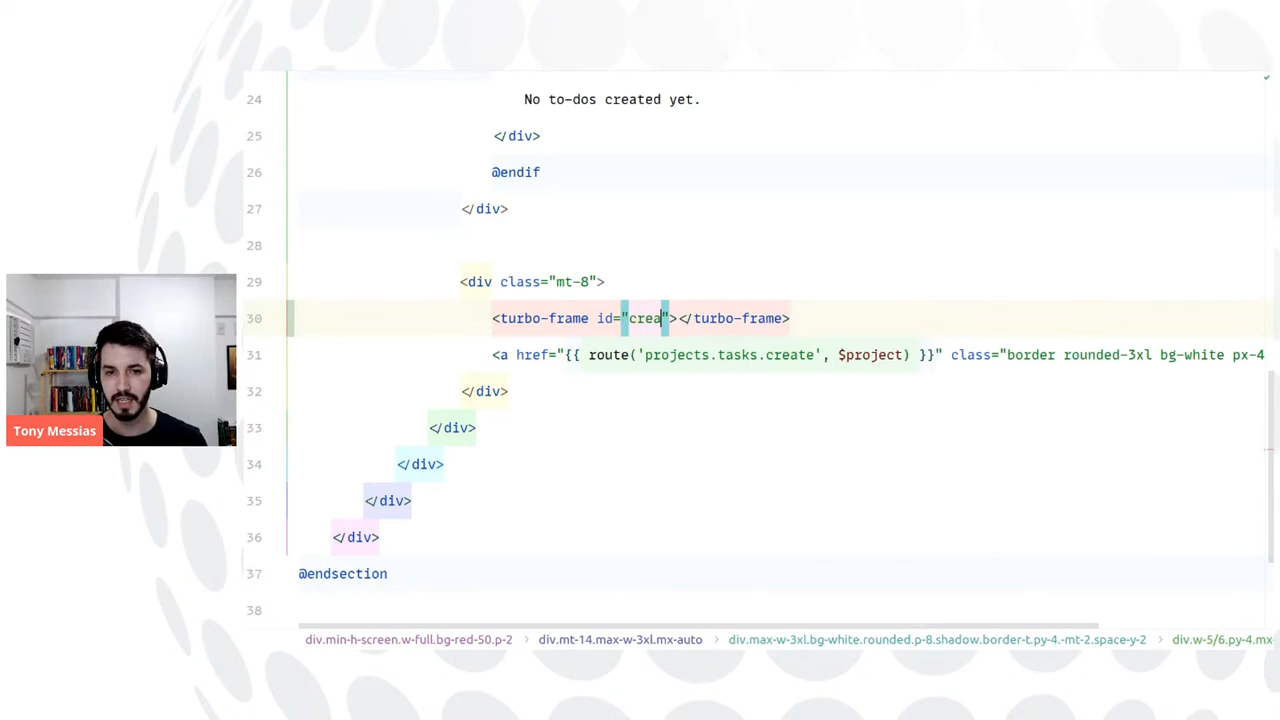 24 No to-dos created yet.
25 </div>
26 @endif
27 </div>
28
29 <div class="mt-8">
30 <turbo-frame id="crea"></turbo-frame>
31 <a href="{{ route('projects.tasks.create', $project) }}" class="border rounded-3xl bg-white px-4
32 </div>
33 </div>
34 </div>
35 </div>
36 </div>
37 @endsection
38
Tony Messias
div.min-h-screen.w-full.bg-red-50.p-2 div.mt-14.max-w-3xl.mx-auto div.max-w-3xl.bg-white.rounded.p-8.shadow.border-t.py-4.-mt-2.space-y-2 div.w-5/6.py-4.mx